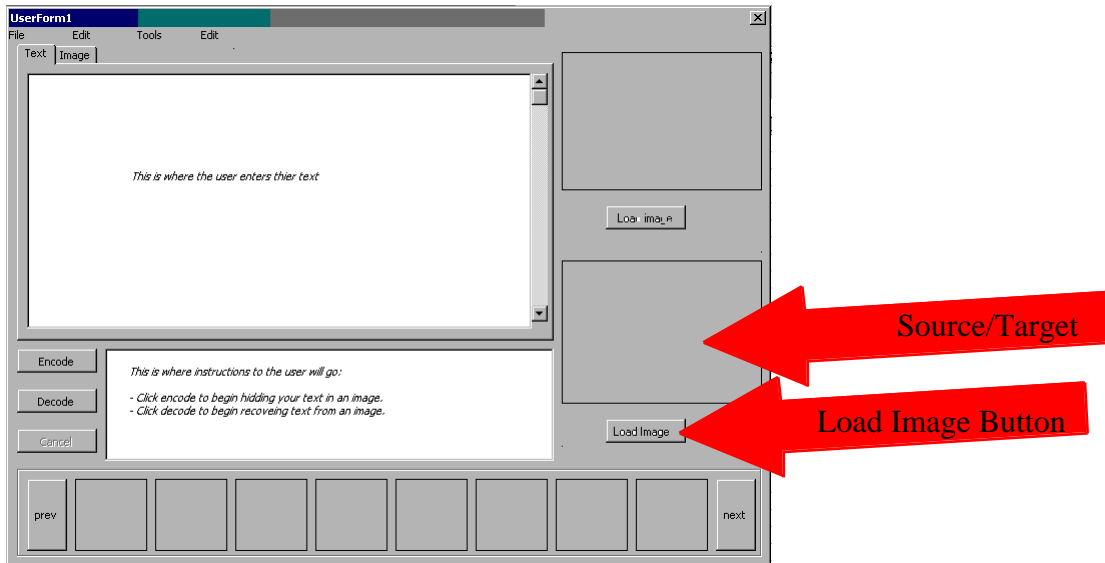 UserForm1
File Edit Tools Edit
Text Image
This is where the user enters thier text
Load image
Source/Target
Encode
This is where instructions to the user will go:
Decode
- Click encode to begin hidding your text in an image.
- Click decode to begin recoveing text from an image.
Load Image
Load Image Button
Cancel
prev
next